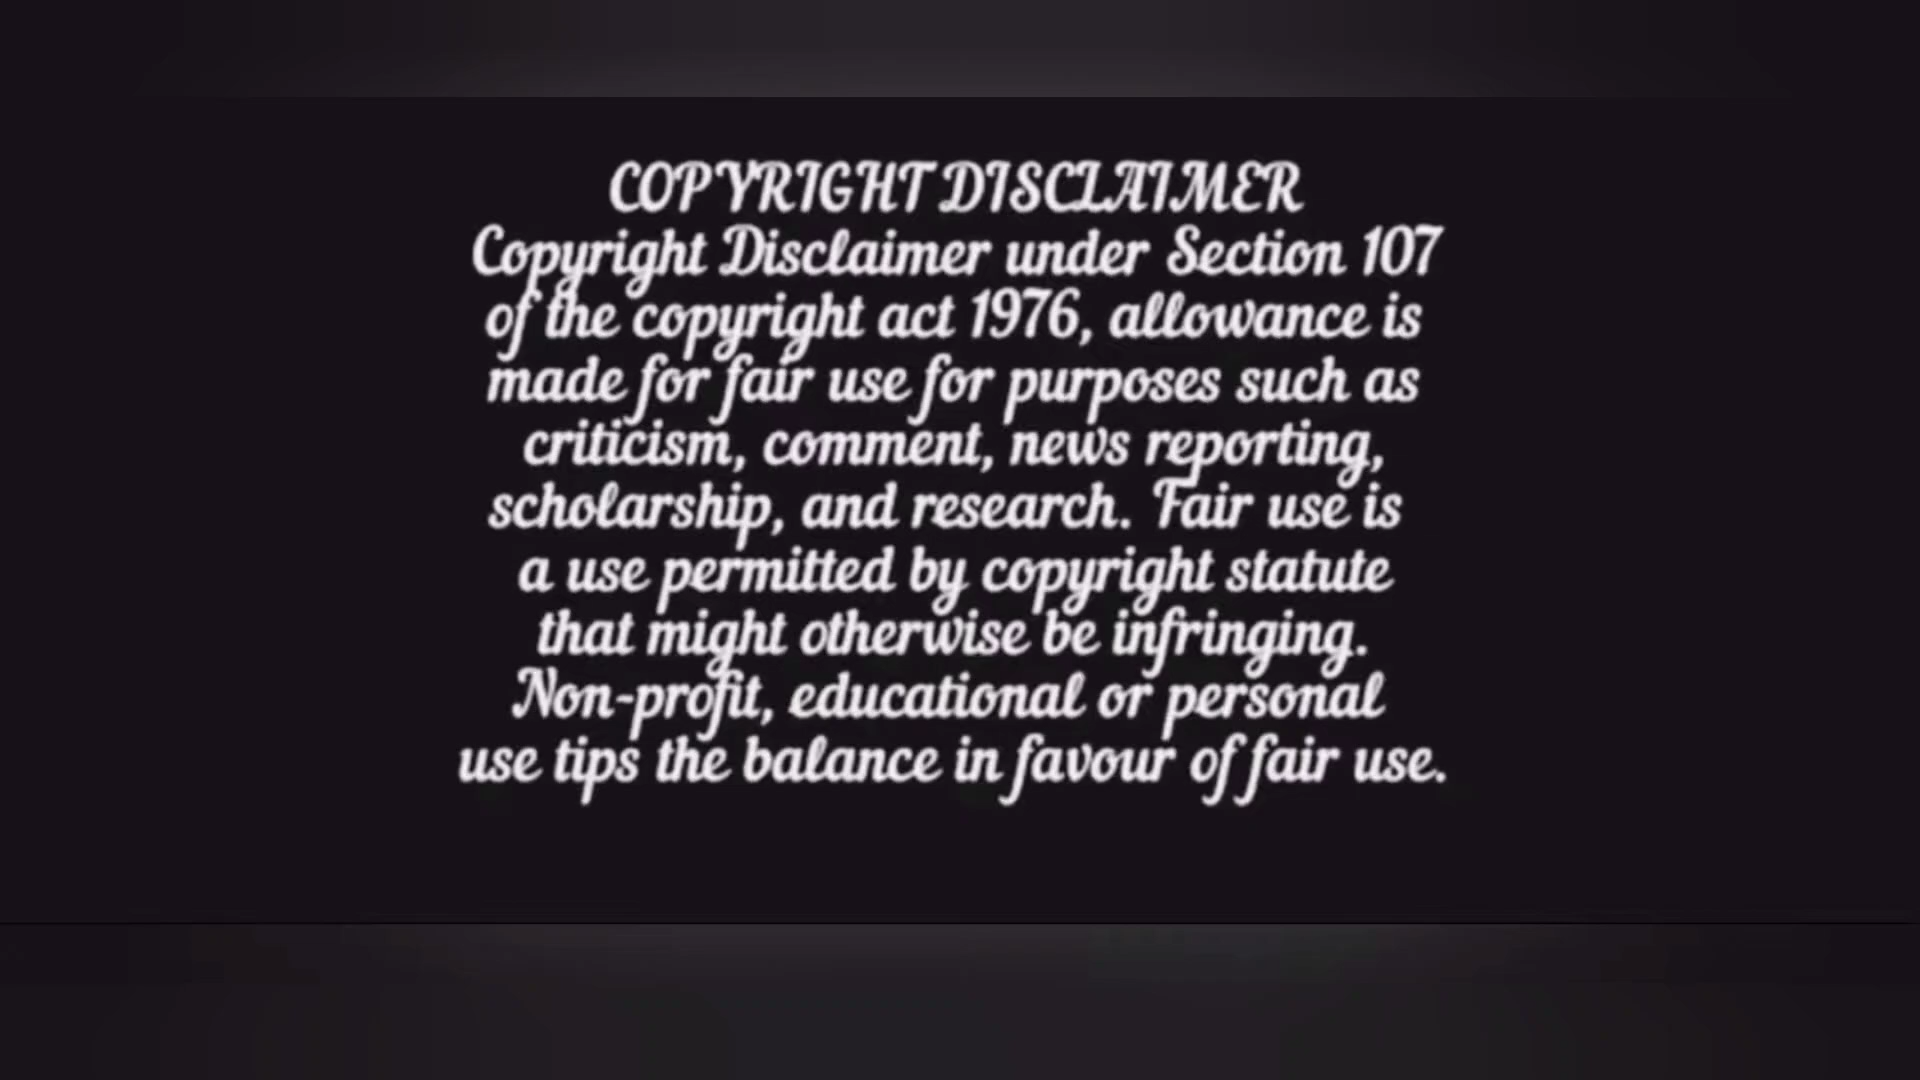 COPYRIGHT DISCLAIMER
Copyright Disclaimer under Section 107
of the copyright act 1976, allowance is
made for fair use for purposes such as
criticism, comment, news reporting,
scholarship, and research. Fair use is
a use permitted by copyright statute
that might otherwise be infringing.
Non-profit, educational or personal
use tips the balance in favour of fair use.